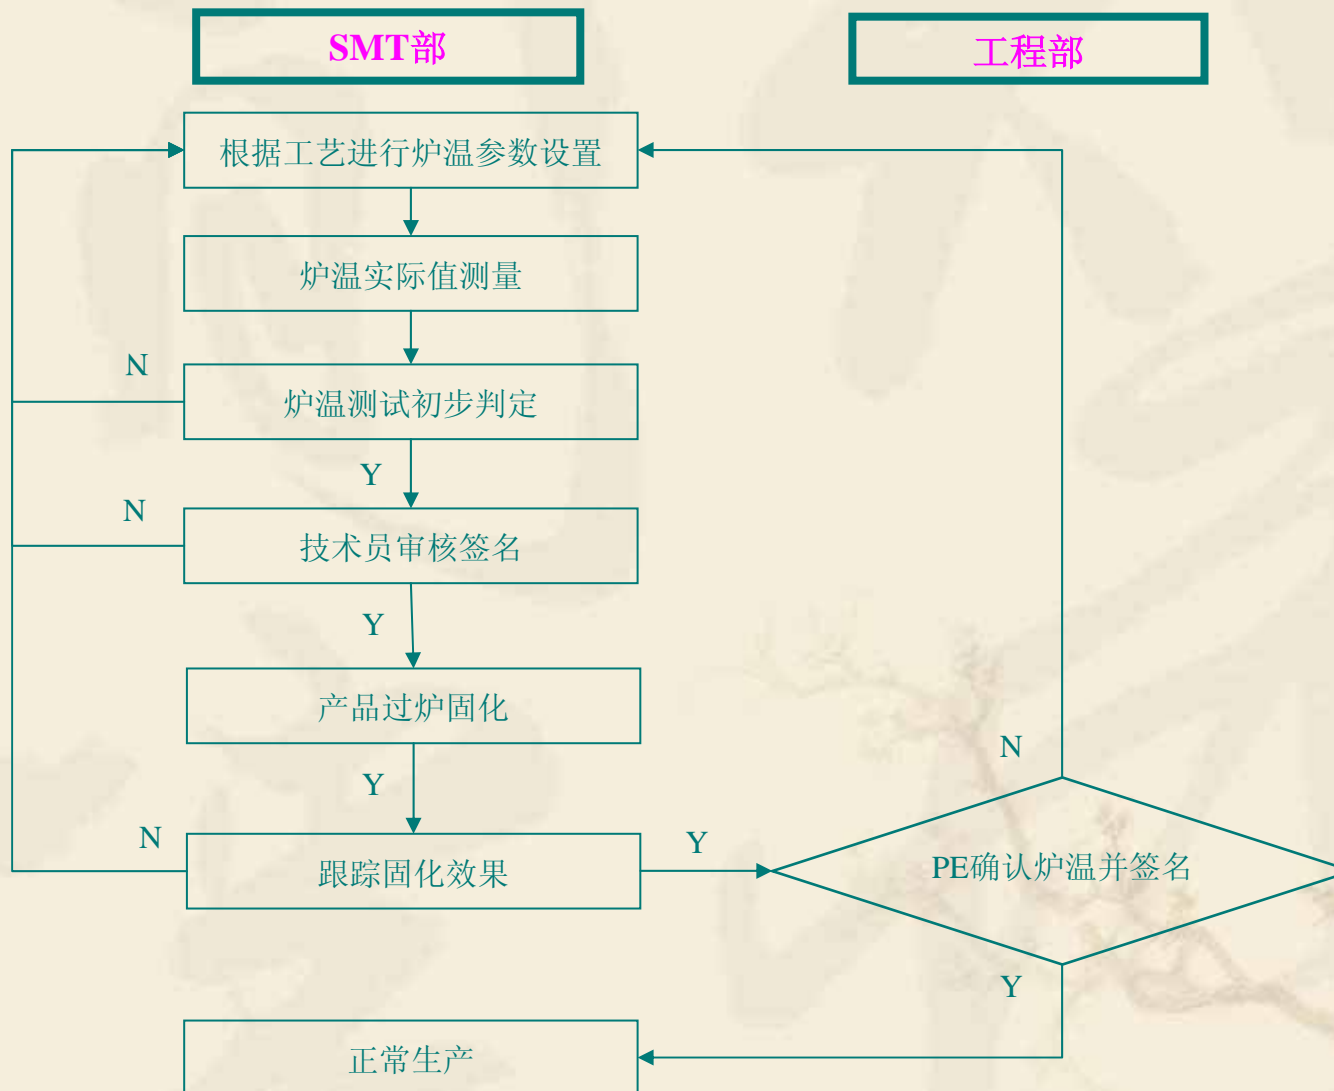 SMT部
工程部
根据工艺进行炉温参数设置
炉温实际值测量
N
炉温测试初步判定
Y
N
技术员审核签名
Y
产品过炉固化
N
Y
N
Y
跟踪固化效果
PE确认炉温并签名
Y
正常生产